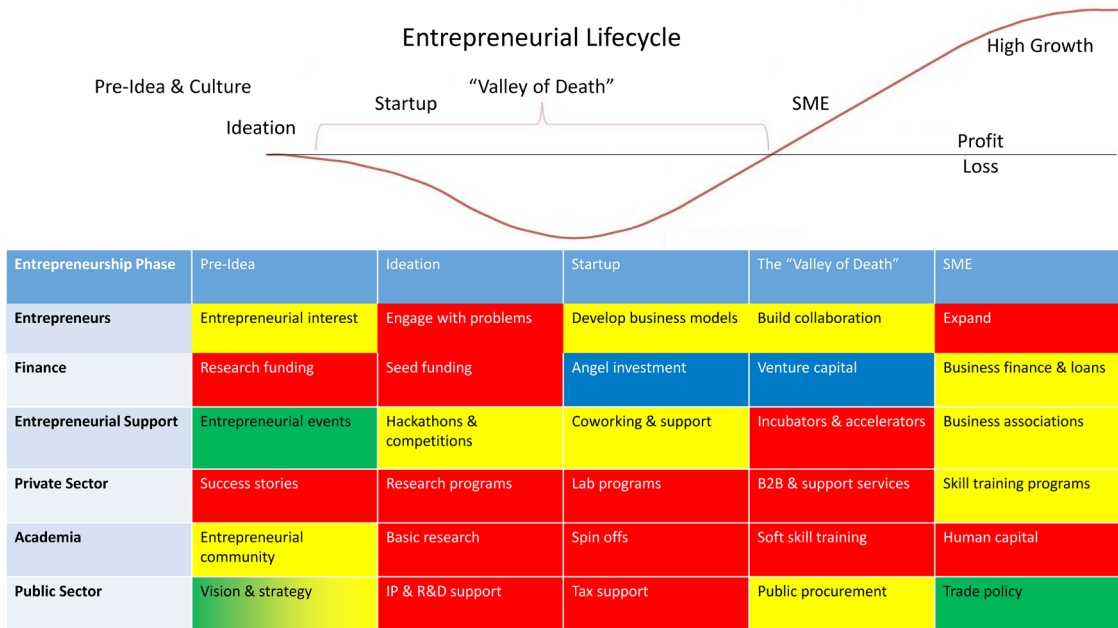 Entrepreneurial Lifecycle
High Growth
Pre-Idea & Culture
"Valley of Death"
Startup
SME
Ideation
Profit
Loss
Entrepreneurship Phase
Pre-Idea
Ideation
Startup
The "Valley of Death"
SME
Entrepreneurs
Entrepreneurial interest
Engage with problems
Develop business models
Build collaboration
Expand
Finance
Research funding
Seed funding
Angel investment
Venture capital
Business finance & loans
Entrepreneurial Support
Entrepreneurial events
Hackathons &
competitions
Coworking & support
Incubators & accelerators
Business associations
Private Sector
Success stories
Research programs
Lab programs
B2B & support services
Skill training programs
Academia
Entrepreneurial
community
Basic research
Spin offs
Soft skill training
Human capital
Public Sector
Vision & strategy
IP & R&D support
Tax support
Public procurement
Trade policy